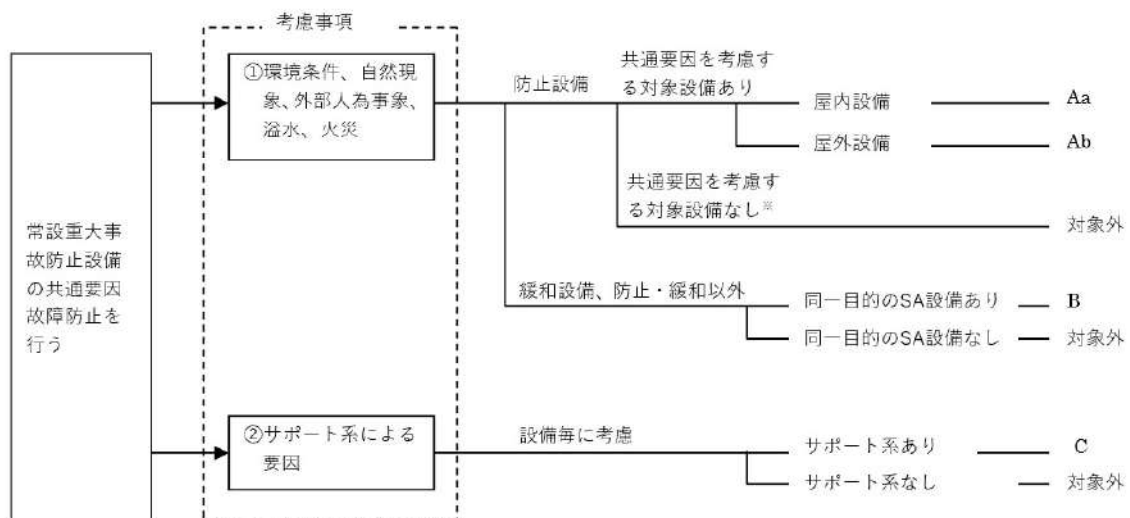 考慮事項
常設重大事
故防止設備
の共通要因
故障防止を
行う
①環境条件、自然現
象、外部人為事象、
溢水、火災
防止設備
共通要因を考慮す
る対象設備あり
屋内設備
Aa
屋外設備
Ab
共通要因を考慮す
る対象設備なし※
対象外
緩和設備、防止・緩和以外
同一目的のSA設備あり
B
同一目的のSA設備なし
対象外
②サポート系による
要因
設備毎に考慮
サポート系あり
C
サポート系なし
対象外